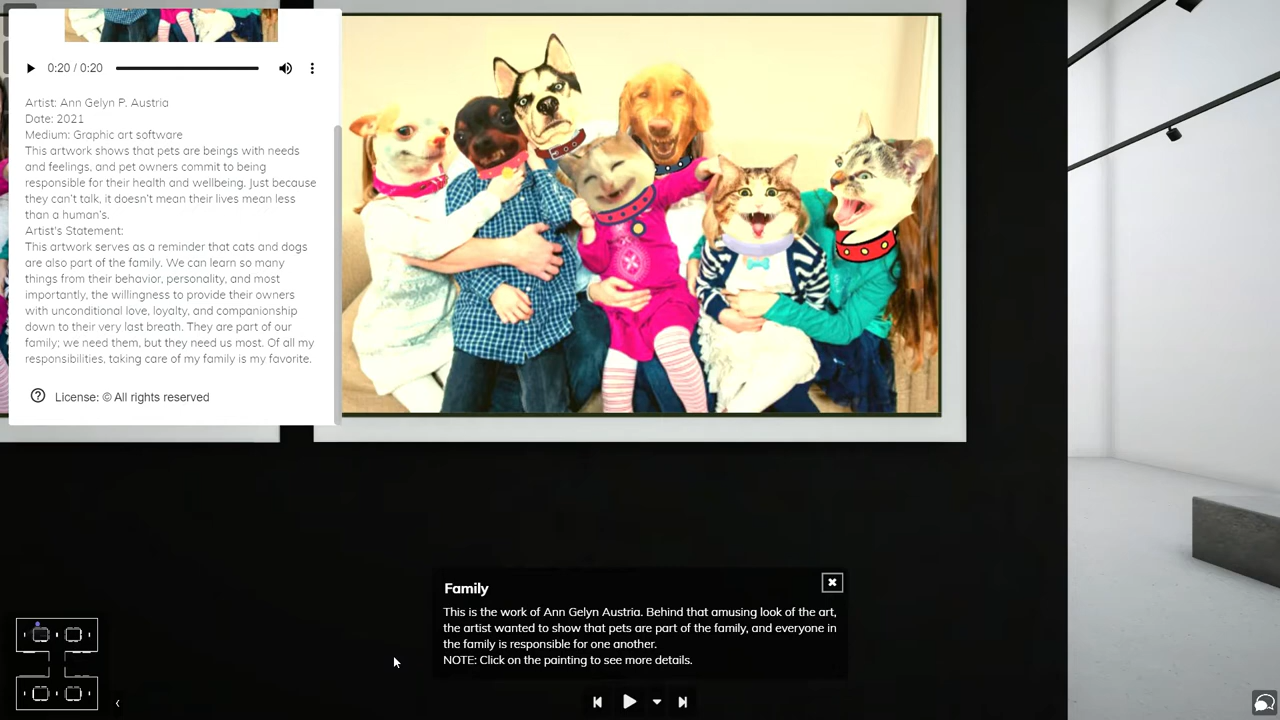 0:20 / 0:20
Artist: Ann Gelyn P. Austria
Date: 2021
Medium: Graphic art software
This artwork shows that pets are beings with needs
and feelings, and pet owners commit to being
responsible for their health and wellbeing. Just because
they can't talk, it doesn't mean their lives mean less
than a human's.
Artist's Statement:
This artwork serves as a reminder that cats and dogs
are also part of the family. We can learn so many
things from their behavior, personality, and most
importantly, the willingness to provide their owners
with unconditional love, loyalty, and companionship
down to their very last breath. They are part of our
family; we need them, but they need us most. Of all my
responsibilities, taking care of my family is my favorite.
License: © All rights reserved
Family
This is the work of Ann Gelyn Austria. Behind that amusing look of the art,
the artist wanted to show that pets are part of the family, and everyone in
the family is responsible for one another.
NOTE: Click on the painting to see more details.